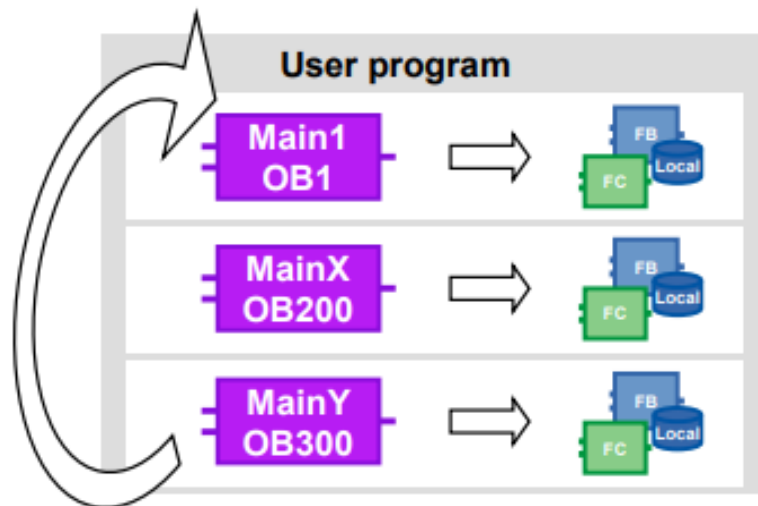 User program
Main1
OB1
FB
Local
FC
MainX
OB200
FB
Local
FC
MainY
OB300
FB
Local
FC